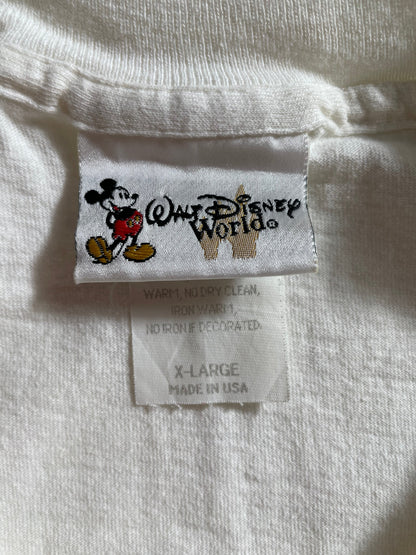 Walt Disney
World®
WARM, NO DRY CLEAN,
IRON WARM,
NO IRON IF DECORATED.
X-LARGE
MADE IN USA